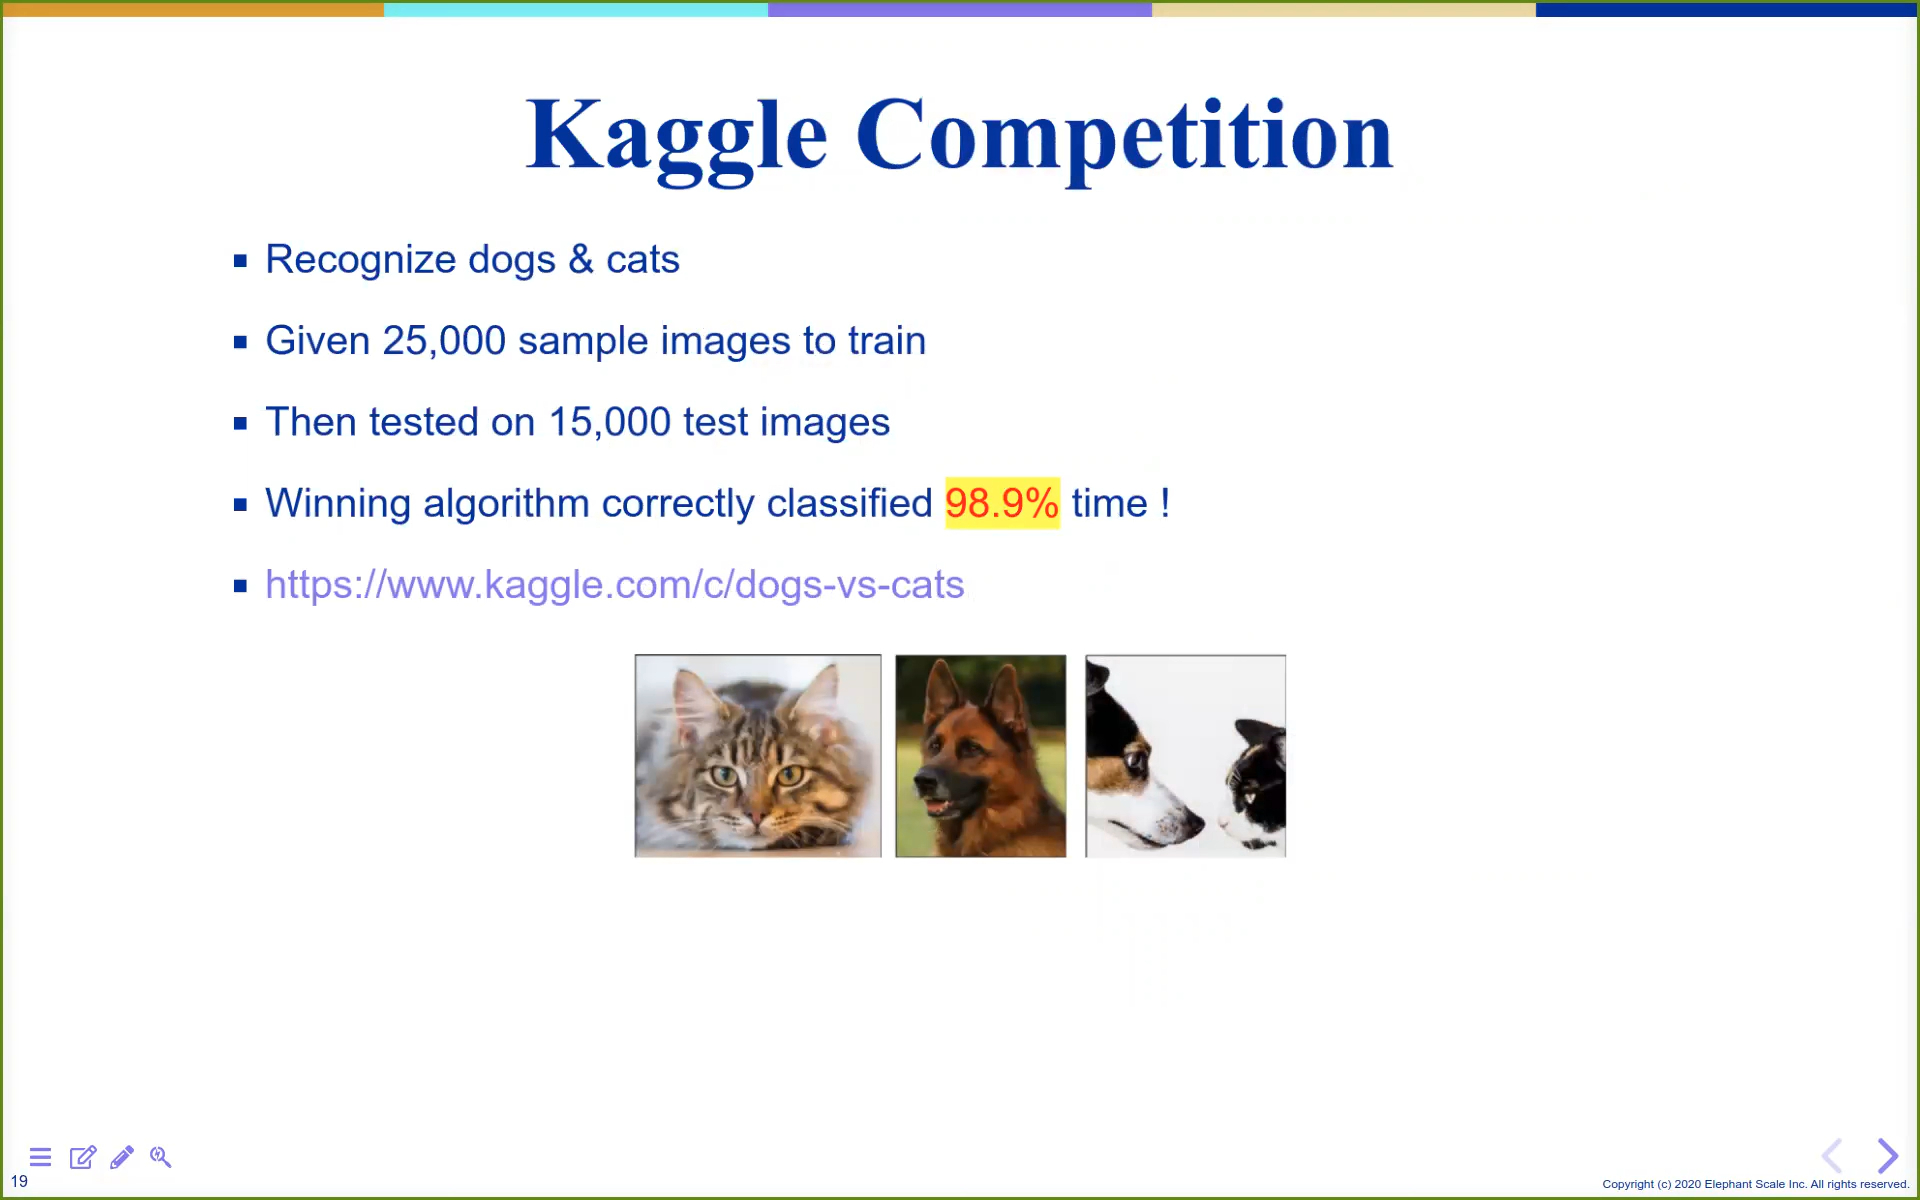 Kaggle Competition
Recognize dogs & cats
Given 25,000 sample images to train
Then tested on 15,000 test images
Winning algorithm correctly classified 98.9% time !
https://www.kaggle.com/c/dogs-vs-cats
19
Copyright (c) 2020 Elephant Scale Inc. All rights reserved.